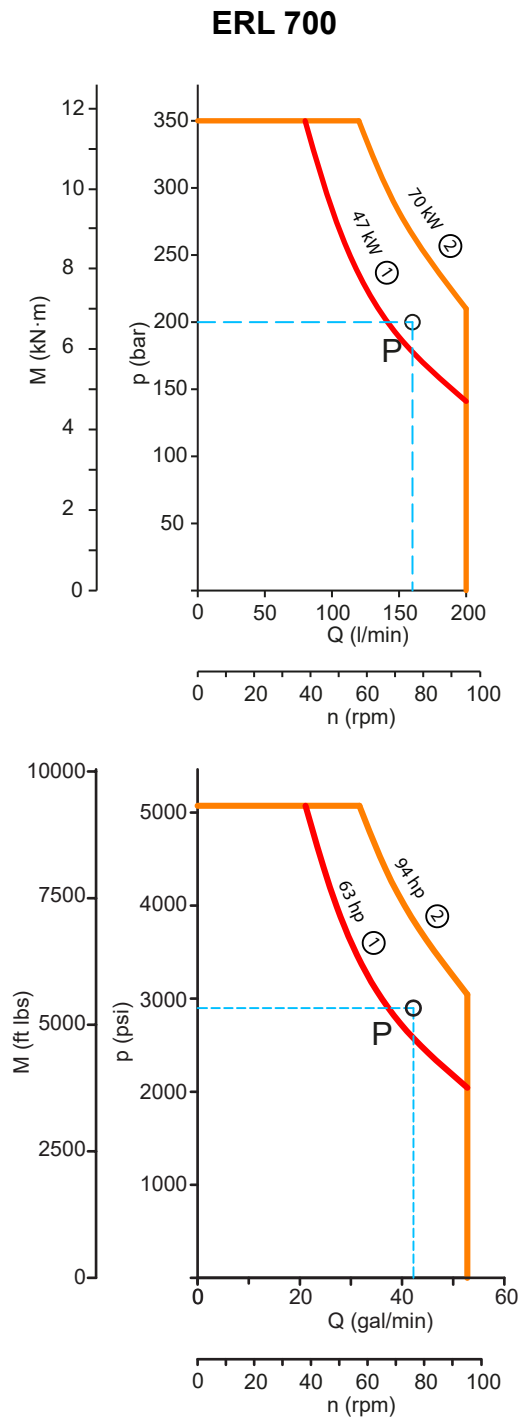 ERL 700
M (kN·m)
12
10
8
6
4
2
0
p (bar)
350
300
250
200
150
100
50
47 kW 1
70 kW 2
P
0 50 100 150 200
Q (l/min)
0 20 40 60 80 100
n (rpm)
M (ft lbs)
10000
7500
5000
2500
0
p (psi)
5000
4000
3000
2000
1000
63 hp 1
94 hp 2
P
0 20 40 60
Q (gal/min)
0 20 40 60 80 100
n (rpm)